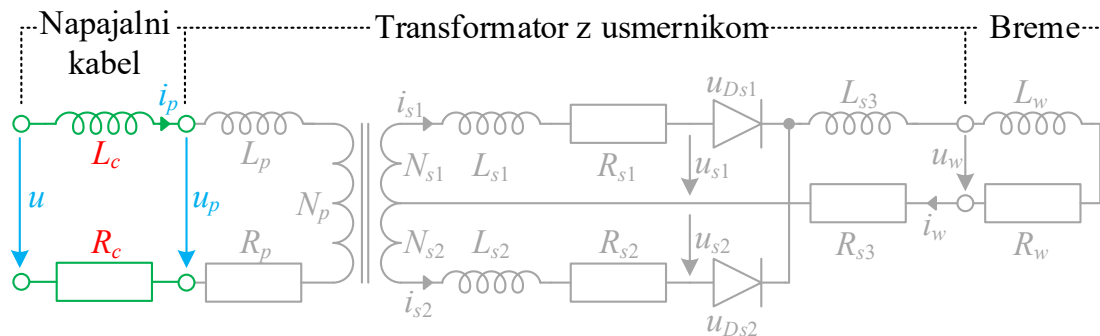 Napajalni
kabel
Transformator z usmernikom
Breme
i_p
i_s1
u_Ds1
L_s3
L_w
L_c
L_p
L_s1
R_s1
u_s1
u_w
N_s1
u
u_p
N_p
R_c
R_p
N_s2
L_s2
R_s2
u_s2
R_s3
i_w
R_w
i_s2
u_Ds2